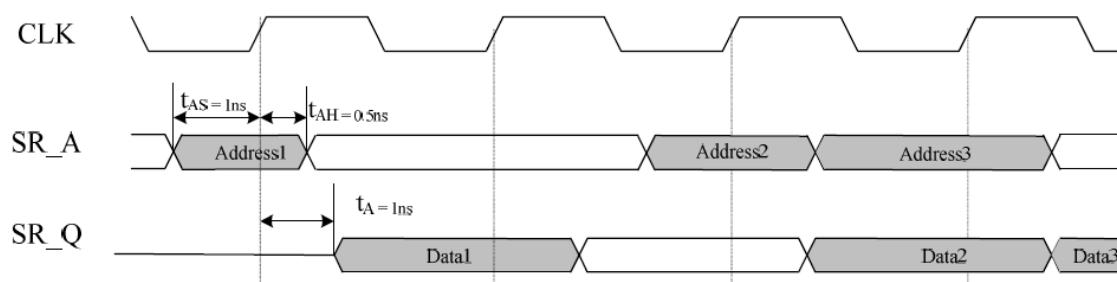 CLK
tAS = 1ns
tAH = 0.5ns
SR_A
Address1
Address2
Address3
tA = 1ns
SR_Q
Data1
Data2
Data3